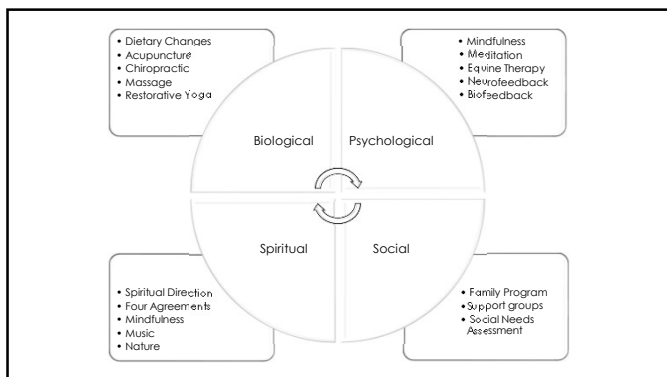 • Dietary Changes
• Acupuncture
• Chiropractic
• Massage
• Restorative Yoga
• Mindfulness
• Meditation
• Equine Therapy
• Neurofeedback
• Biofeedback
Biological
Psychological
Spiritual
Social
• Spiritual Direction
• Four Agreements
• Mindfulness
• Music
• Nature
• Family Program
• Support groups
• Social Needs
Assessment